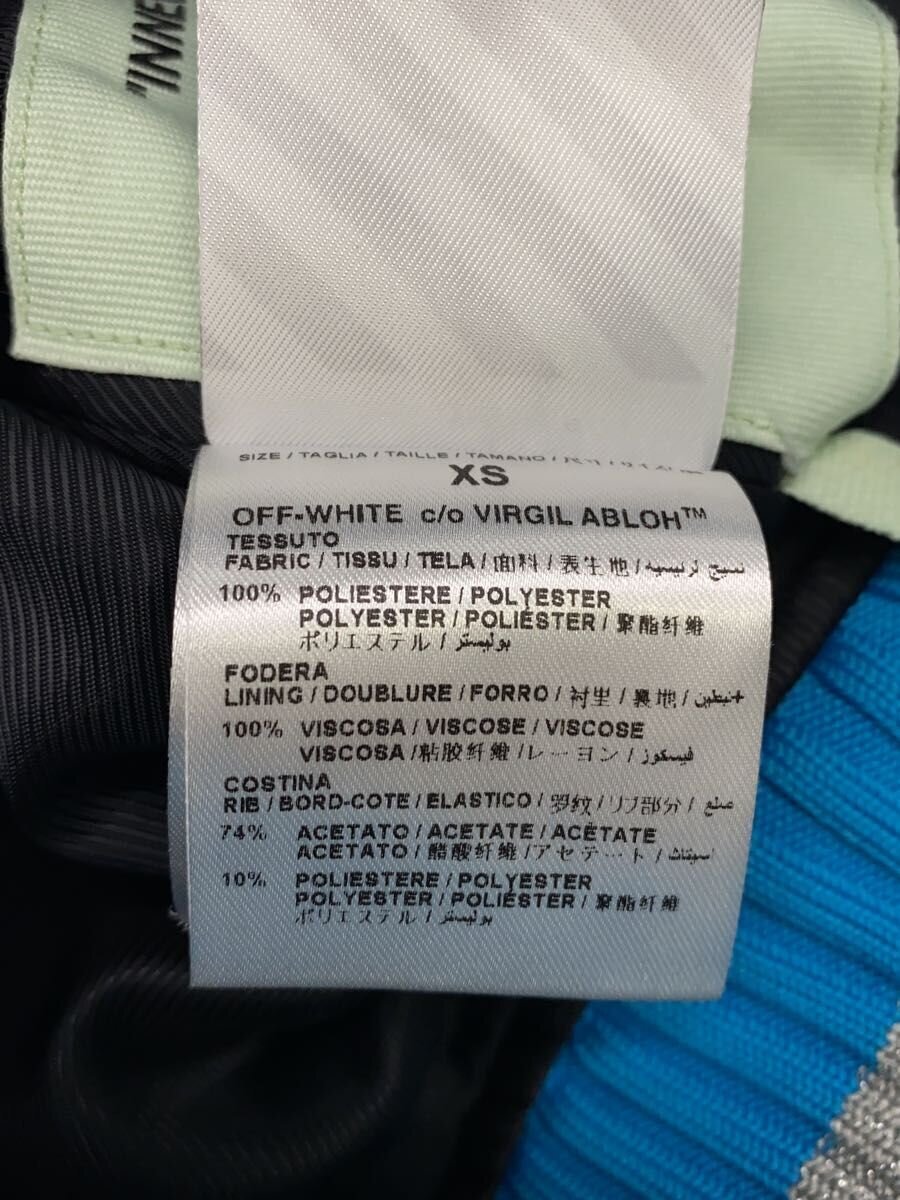 "INNE
SIZE / TAGLIA / TAILLE / TAMANO / 尺寸 / サイズ /
XS
OFF-WHITE c/o VIRGIL ABLOH™
TESSUTO
FABRIC / TISSU / TELA / 面料 / 表生地 /
100% POLIESTERE / POLYESTER
POLYESTER / POLIÉSTER / 聚酯纤维
ポリエステル / بوليستر
FODERA
LINING / DOUBLURE / FORRO / 衬里 / 裏地 /
100% VISCOSA / VISCOSE / VISCOSE
VISCOSA / 粘胶纤维 / レーヨン / فيسكوز
COSTINA
RIB / BORD-COTE / ELASTICO / 罗纹 / リブ部分 /
74% ACETATO / ACETATE / ACÉTATE
ACETATO / 醋酸纤维 / アセテート /
10% POLIESTERE / POLYESTER
POLYESTER / POLIÉSTER / 聚酯纤维
ポリエステル / بوليستر